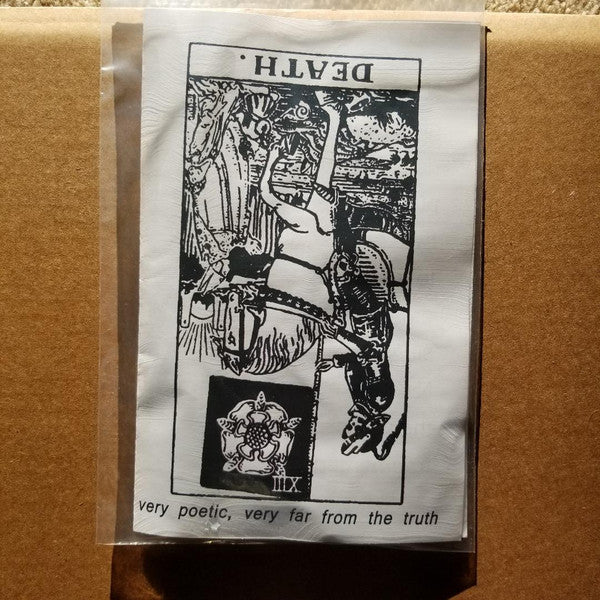 DEATH.
XIII
very poetic, very far from the truth